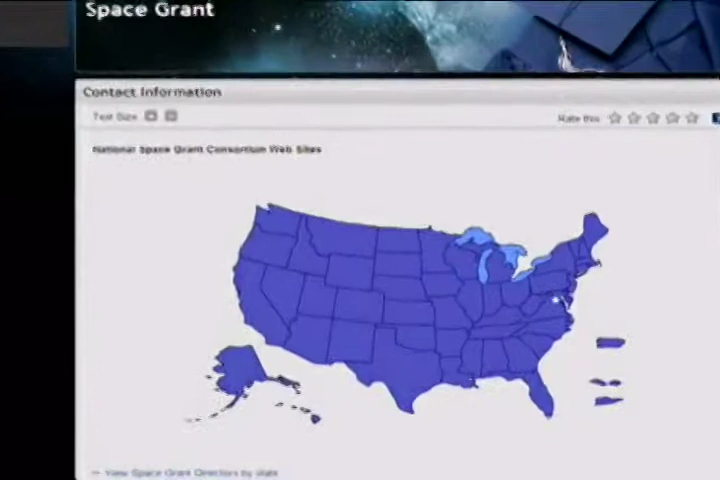 Space Grant
Contact Information
Text Size
Rate this
National Space Grant Consortium Web Sites
View Space Grant Directors by state